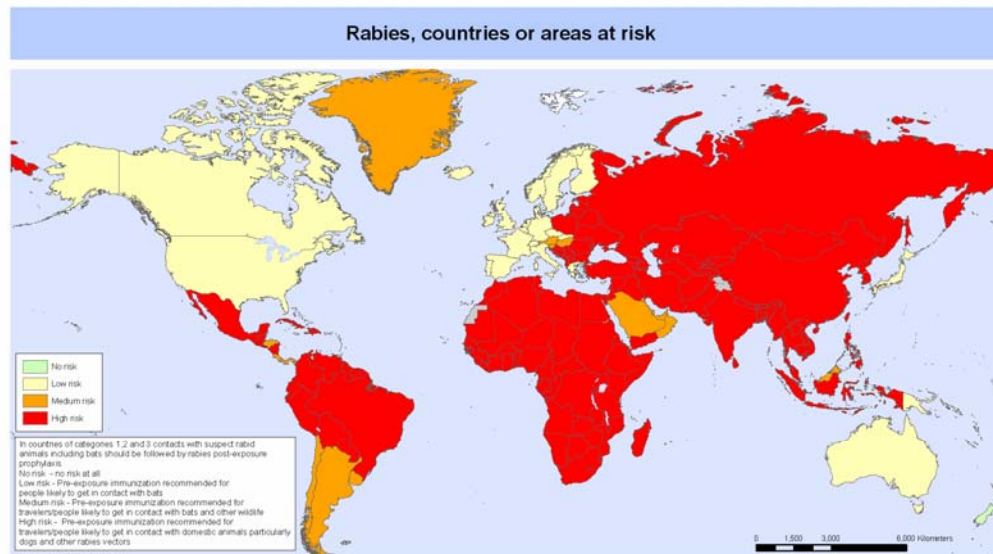 Rabies, countries or areas at risk
No risk
Low risk
Medium risk
High risk
In countries of categories 1,2 and 3 contacts with suspect rabid
animals including bats should be followed by rabies post-exposure
prophylaxis
No risk - no risk at all
Low risk - Pre-exposure immunization recommended for
people likely to get in contact with bats
Medium risk - Pre-exposure immunization recommended for
travelers/people likely to get in contact with bats and other wildlife
High risk - Pre-exposure immunization recommended for
travelers/people likely to get in contact with domestic animals particularly
dogs and other rabies vectors
0 1,500 3,000 6,000 Kilometers